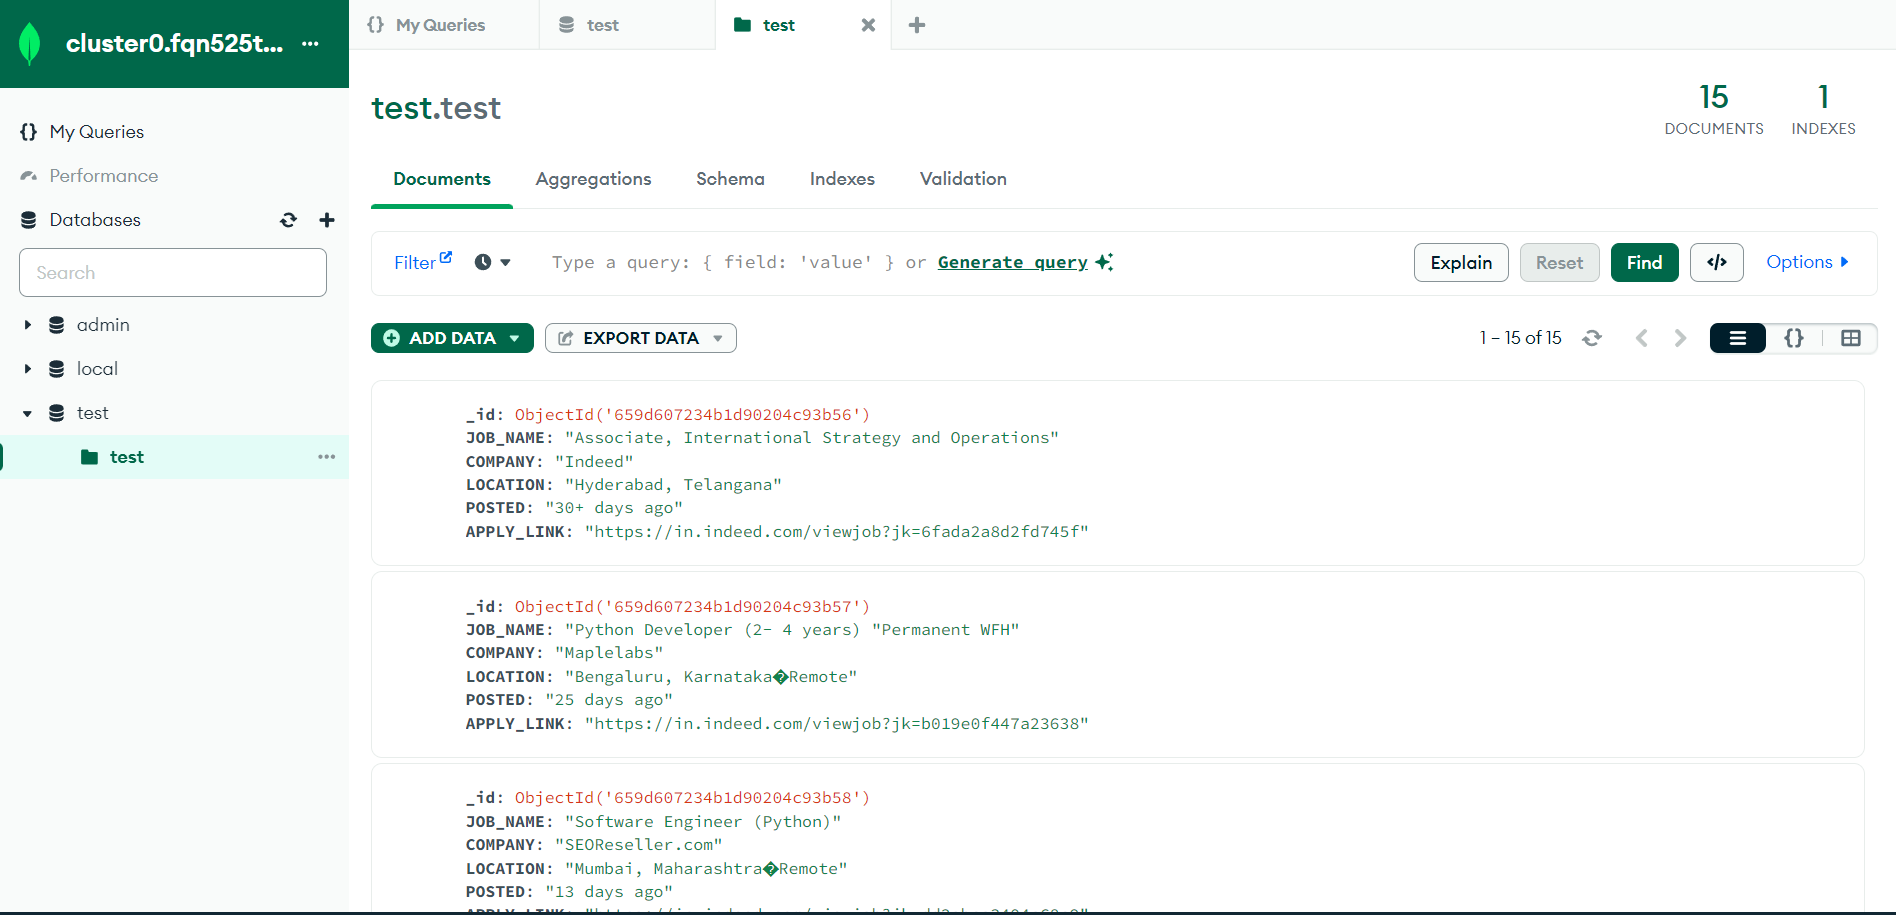 cluster0.fqn525t... ...
My Queries
Performance
Databases
Search
admin
local
test
test
{} My Queries
test
test
test.test
15
DOCUMENTS
1
INDEXES
Documents Aggregations Schema Indexes Validation
Filter
Type a query: { field: 'value' } or Generate query
Explain Reset Find </> Options
ADD DATA EXPORT DATA
1 – 15 of 15
{}
_id: ObjectId('659d607234b1d90204c93b56')
JOB_NAME: "Associate, International Strategy and Operations"
COMPANY: "Indeed"
LOCATION: "Hyderabad, Telangana"
POSTED: "30+ days ago"
APPLY_LINK: "https://in.indeed.com/viewjob?jk=6fada2a8d2fd745f"
_id: ObjectId('659d607234b1d90204c93b57')
JOB_NAME: "Python Developer (2- 4 years) "Permanent WFH"
COMPANY: "Maplelabs"
LOCATION: "Bengaluru, Karnataka�Remote"
POSTED: "25 days ago"
APPLY_LINK: "https://in.indeed.com/viewjob?jk=b019e0f447a23638"
_id: ObjectId('659d607234b1d90204c93b58')
JOB_NAME: "Software Engineer (Python)"
COMPANY: "SEOReseller.com"
LOCATION: "Mumbai, Maharashtra�Remote"
POSTED: "13 days ago"